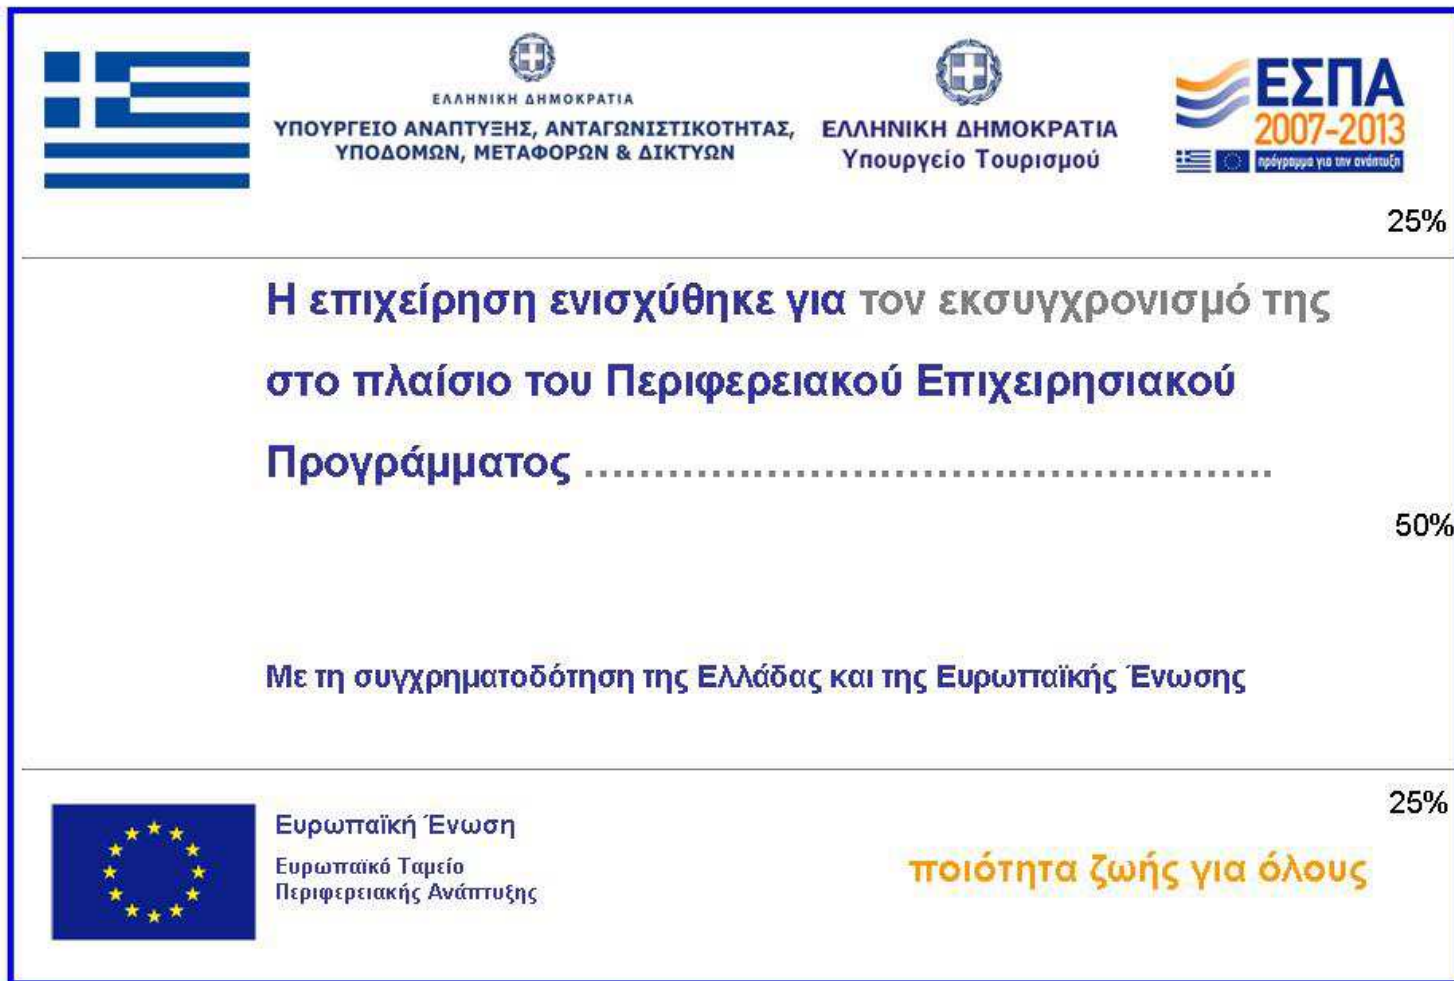 ΕΛΛΗΝΙΚΗ ΔΗΜΟΚΡΑΤΙΑ
ΥΠΟΥΡΓΕΙΟ ΑΝΑΠΤΥΞΗΣ, ΑΝΤΑΓΩΝΙΣΤΙΚΟΤΗΤΑΣ,
ΥΠΟΔΟΜΩΝ, ΜΕΤΑΦΟΡΩΝ & ΔΙΚΤΥΩΝ
ΕΛΛΗΝΙΚΗ ΔΗΜΟΚΡΑΤΙΑ
Υπουργείο Τουρισμού
ΕΣΠΑ
2007-2013
πρόγραμμα για την ανάπτυξη
25%
Η επιχείρηση ενισχύθηκε για τον εκσυγχρονισμό της
στο πλαίσιο του Περιφερειακού Επιχειρησιακού
Προγράμματος ……………………………………
50%
Με τη συγχρηματοδότηση της Ελλάδας και της Ευρωπαϊκής Ένωσης
25%
Ευρωπαϊκή Ένωση
Ευρωπαϊκό Ταμείο
Περιφερειακής Ανάπτυξης
ποιότητα ζωής για όλους